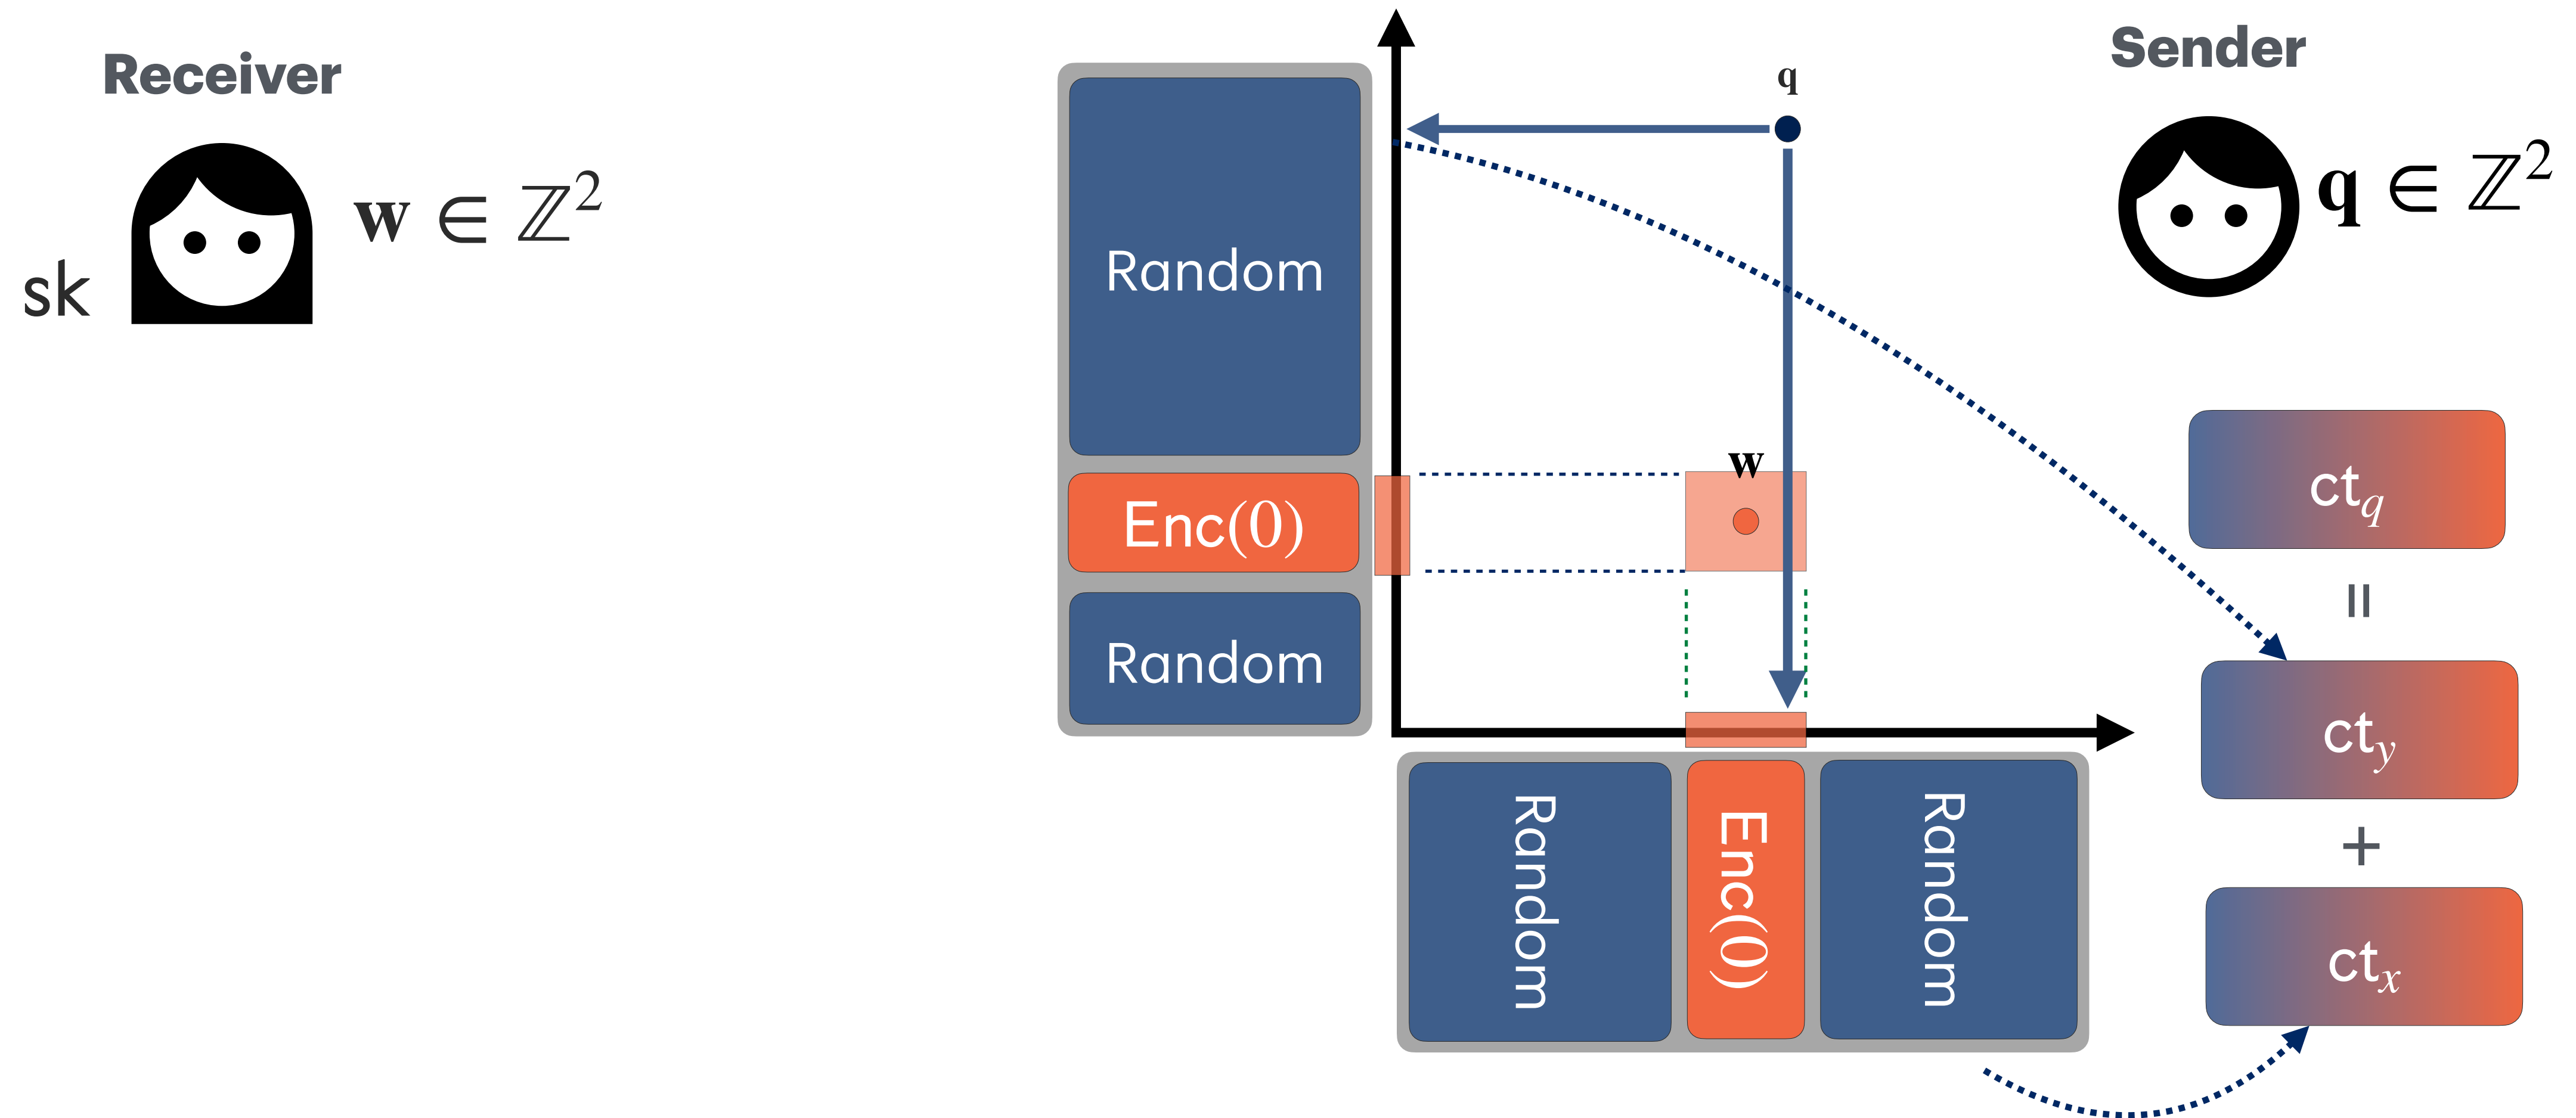 Receiver
sk
𝐰 ∈ ℤ²
Random
Enc(0)
Random
q
w
Random
Enc(0)
Random
Sender
𝐪 ∈ ℤ²
ct_q
=
ct_y
+
ct_x